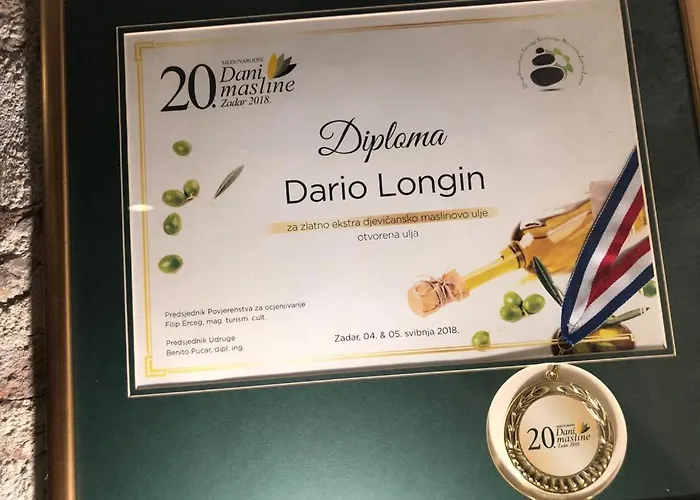 MEĐUNARODNI
20. Dani
masline
Zadar 2018.
Diploma
Dario Longin
za zlatno ekstra djevičansko maslinovo ulje
otvorena ulja
Predsjednik Povjerenstva za ocjenjivanje
Filip Erceg, mag. turism. cult.
Predsjednik Udruge
Benito Pucar, dipl. ing.
Zadar, 04. & 05. svibnja 2018.
20. Dani
masline
Zadar 2018.